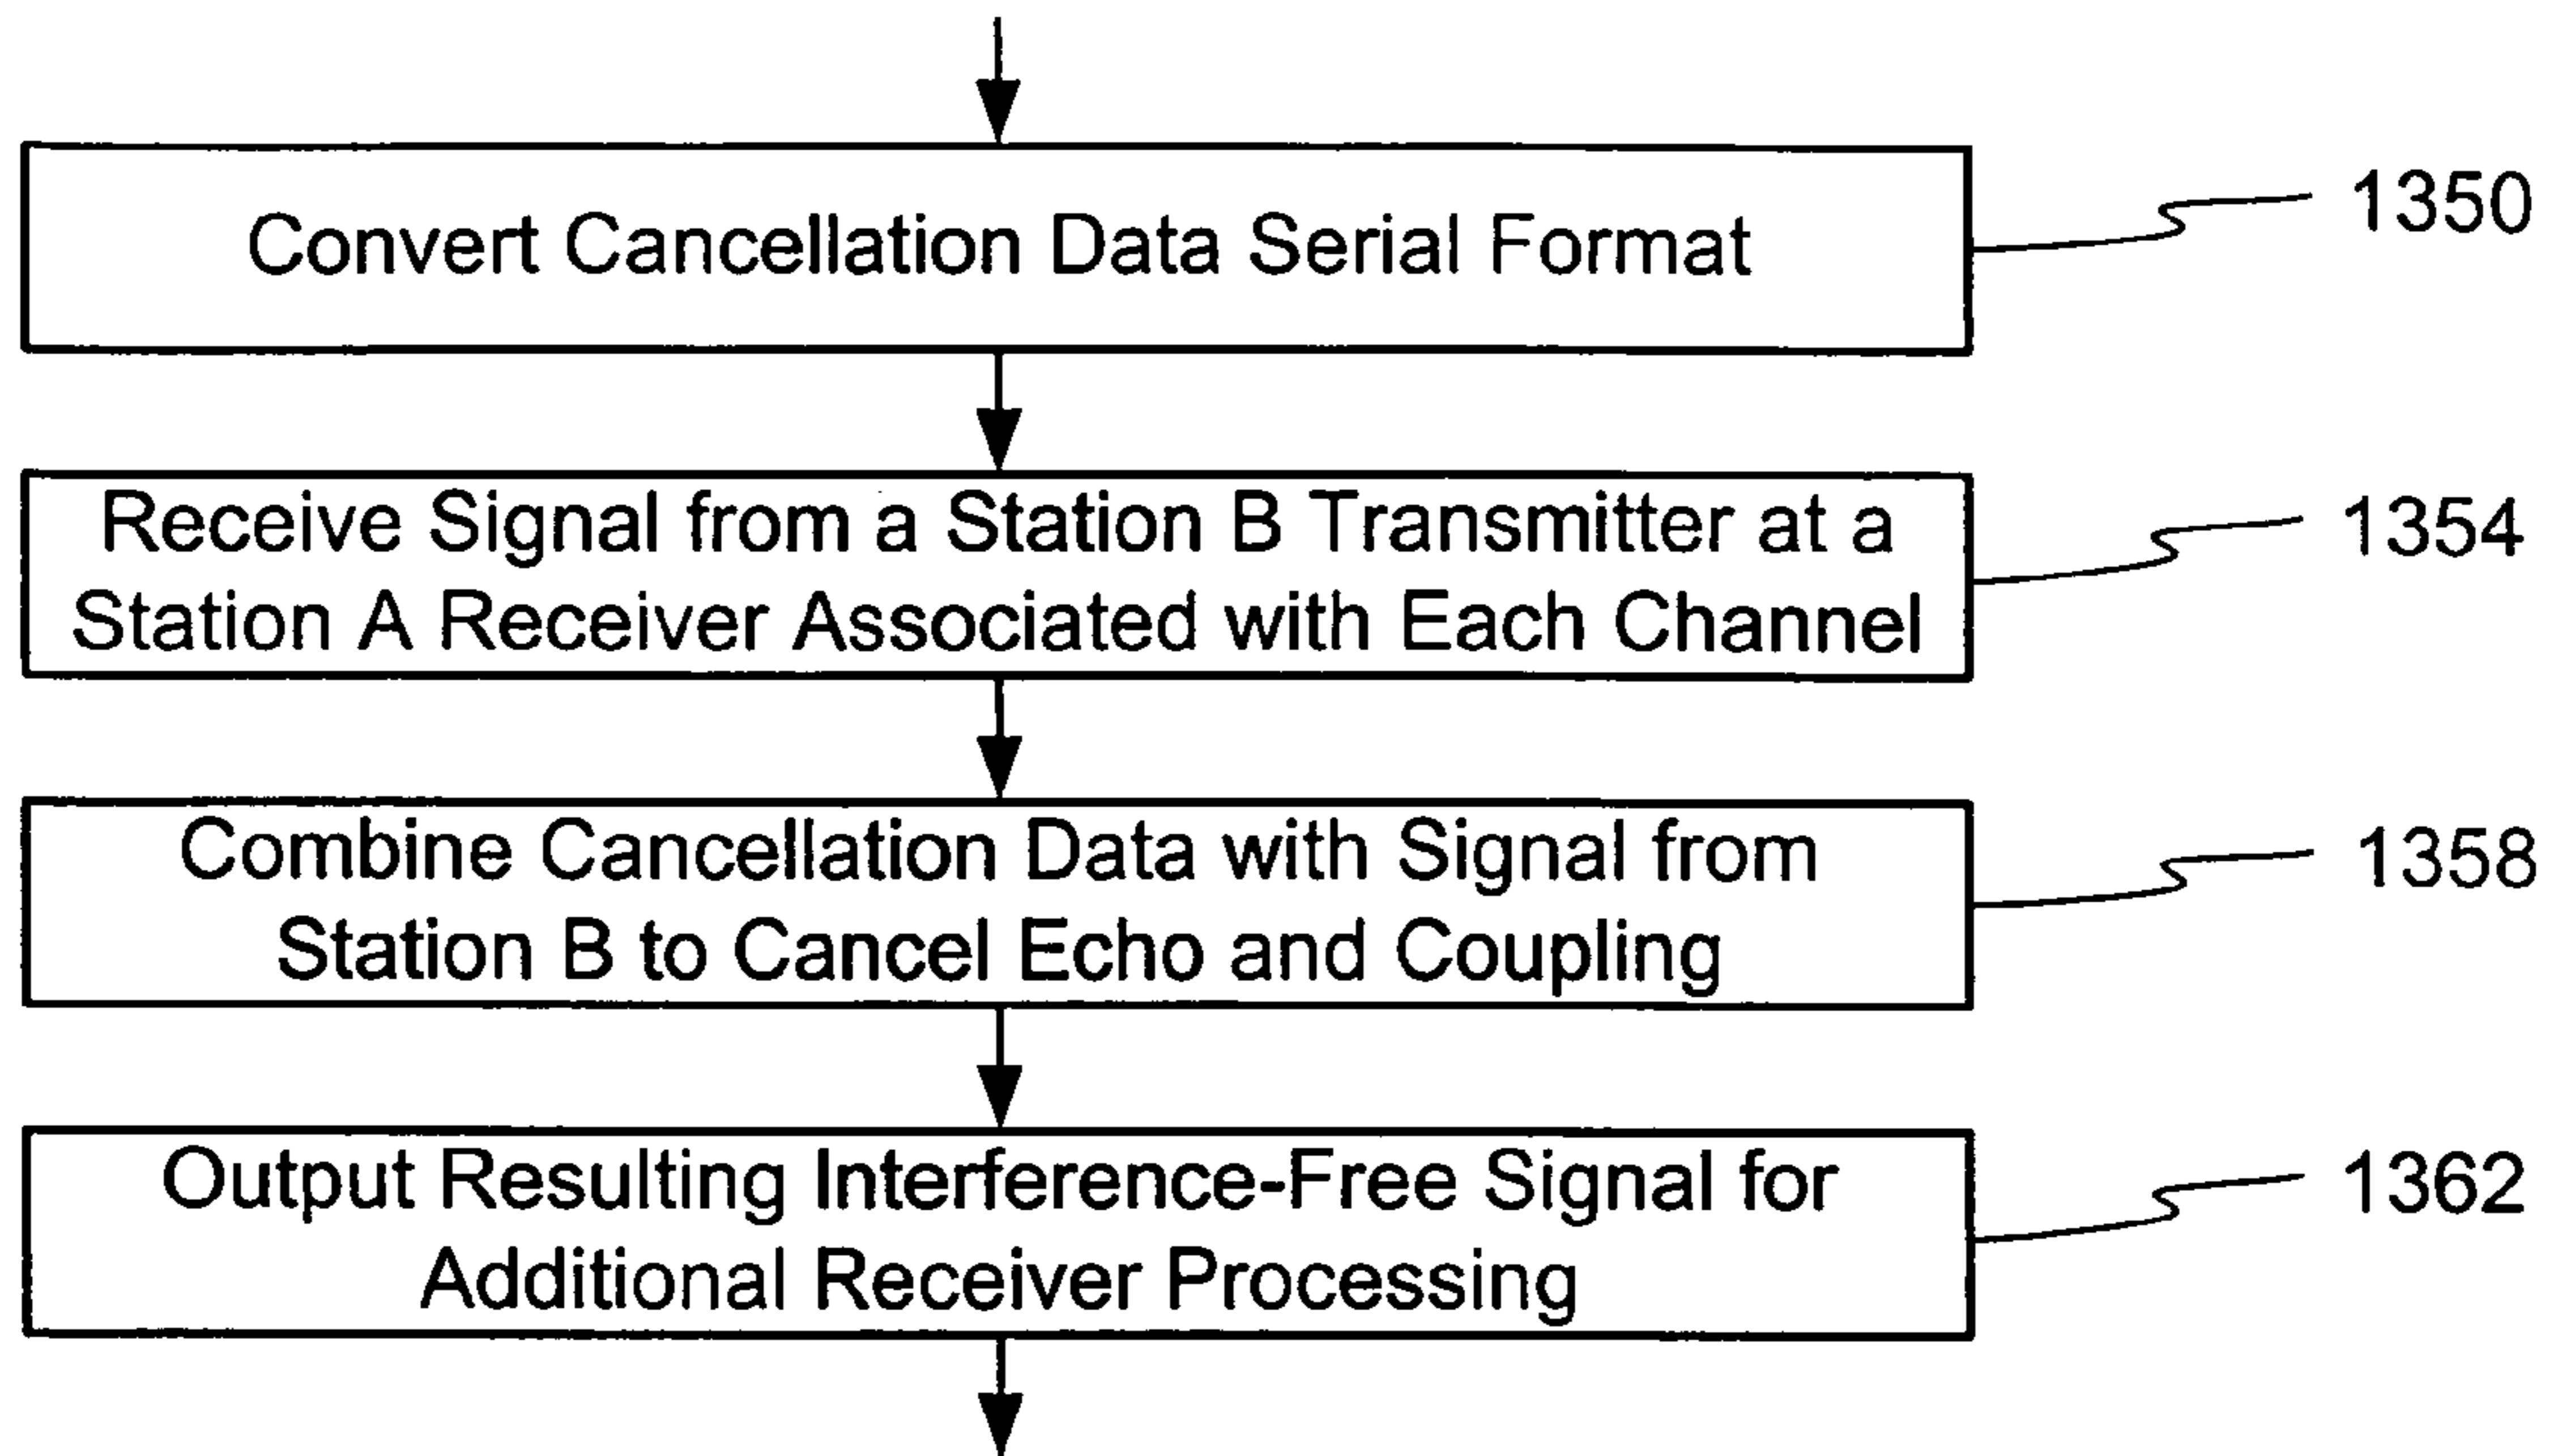 Convert Cancellation Data Serial Format
1350
Receive Signal from a Station B Transmitter at a
Station A Receiver Associated with Each Channel
1354
Combine Cancellation Data with Signal from
Station B to Cancel Echo and Coupling
1358
Output Resulting Interference-Free Signal for
Additional Receiver Processing
1362